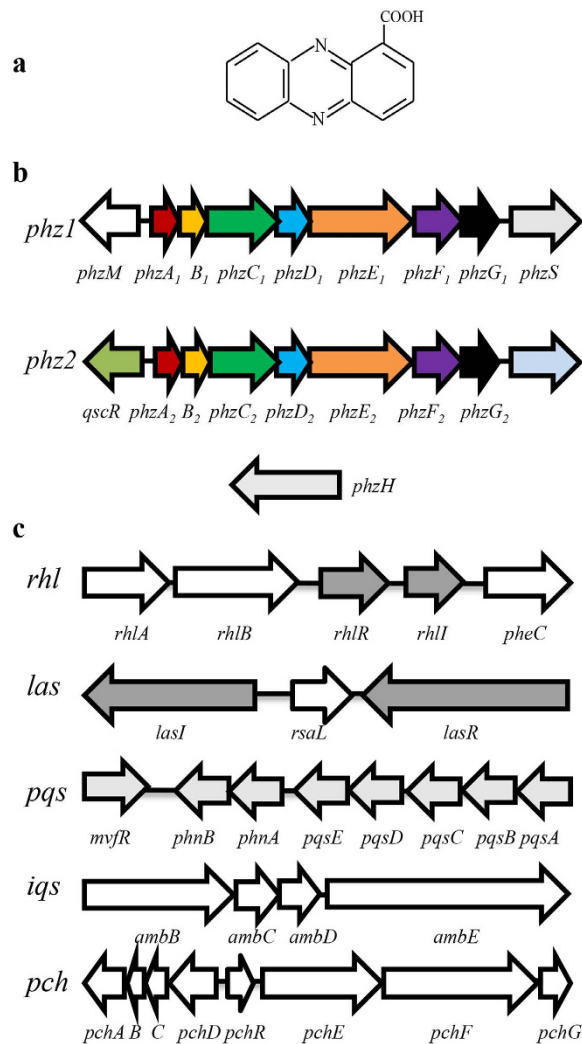 a
COOH
N
N
b
phz1
phzM phzA1 B1 phzC1 phzD1 phzE1 phzF1 phzG1 phzS
phz2
qscR phzA2 B2 phzC2 phzD2 phzE2 phzF2 phzG2
phzH
c
rhl
rhlA rhlB rhlR rhlI pheC
las
lasI rsaL lasR
pqs
mvfR phnB phnA pqsE pqsD pqsC pqsB pqsA
iqs
ambB ambC ambD ambE
pch
pchA B C pchD pchR pchE pchF pchG